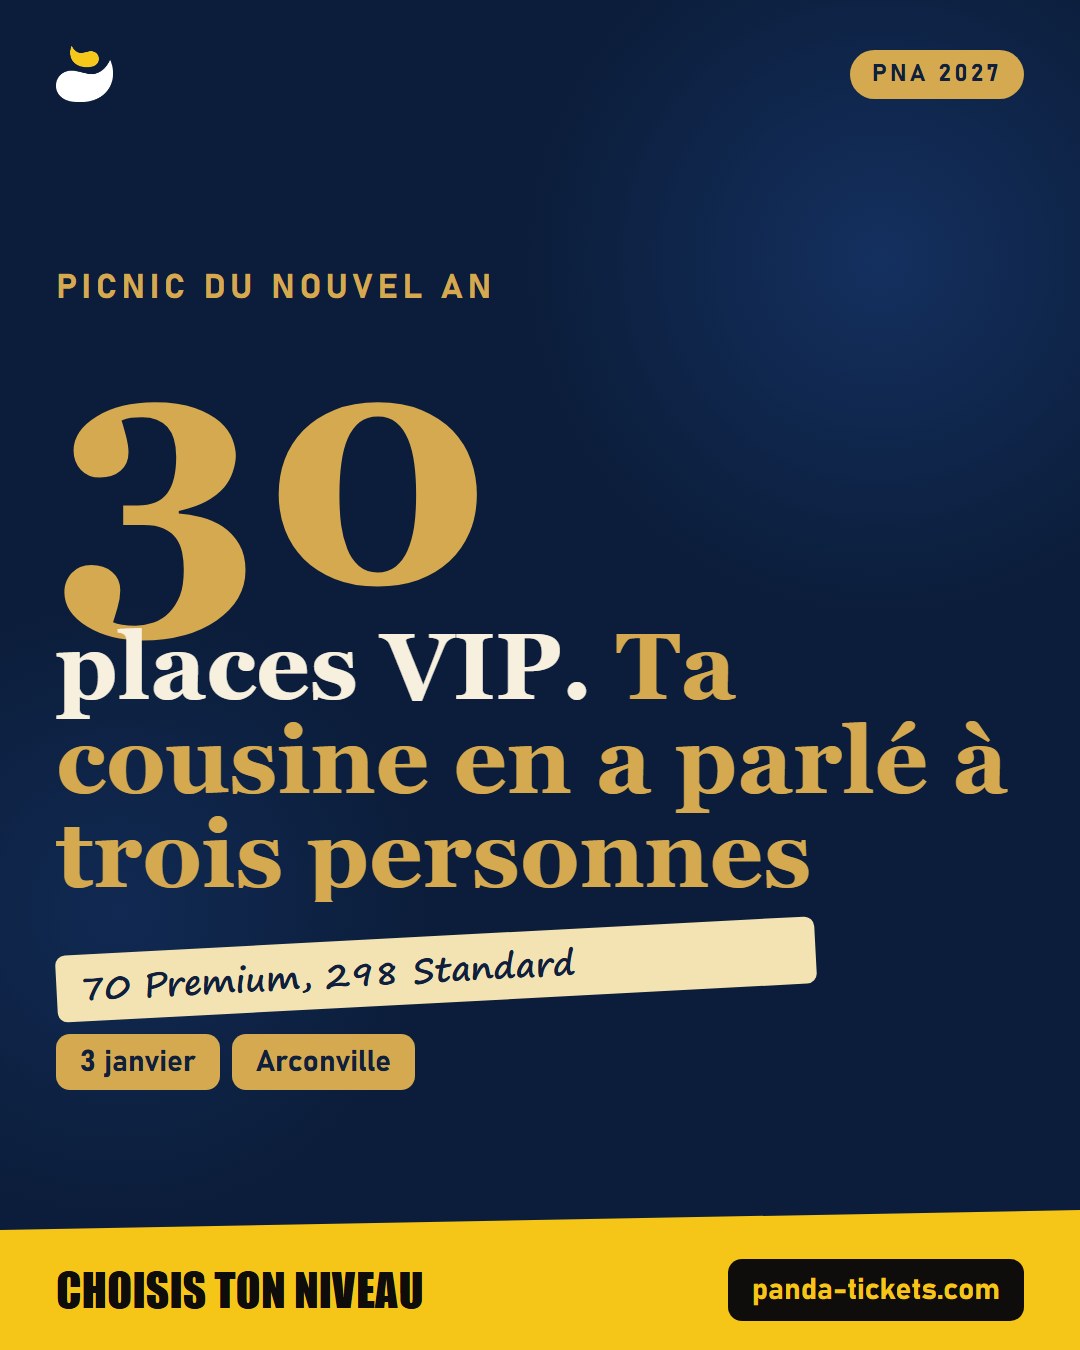 PNA 2027
PICNIC DU NOUVEL AN
30
places VIP. Ta
cousine en a parlé à
trois personnes
70 Premium, 298 Standard
3 janvier
Arconville
CHOISIS TON NIVEAU
panda-tickets.com